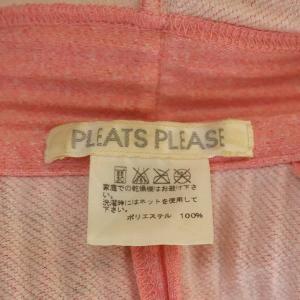 PLEATS PLEASE
家庭での乾燥機はお避け下さい。
洗濯時にはネットを使用して下さい。
ポリエステル 100%